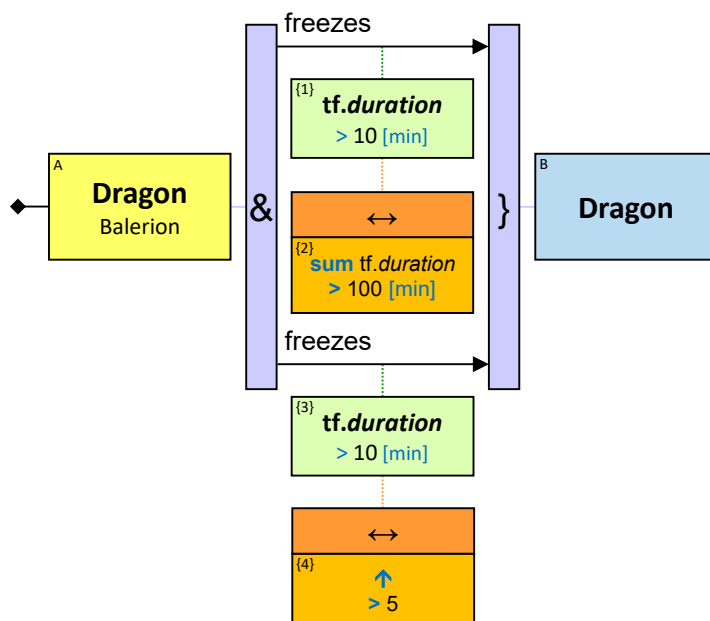 freezes
{1}
tf.duration
> 10 [min]
A
Dragon
Balerion
&
↔
}
B
Dragon
{2}
sum tf.duration
> 100 [min]
freezes
{3}
tf.duration
> 10 [min]
↔
{4}
↑
> 5